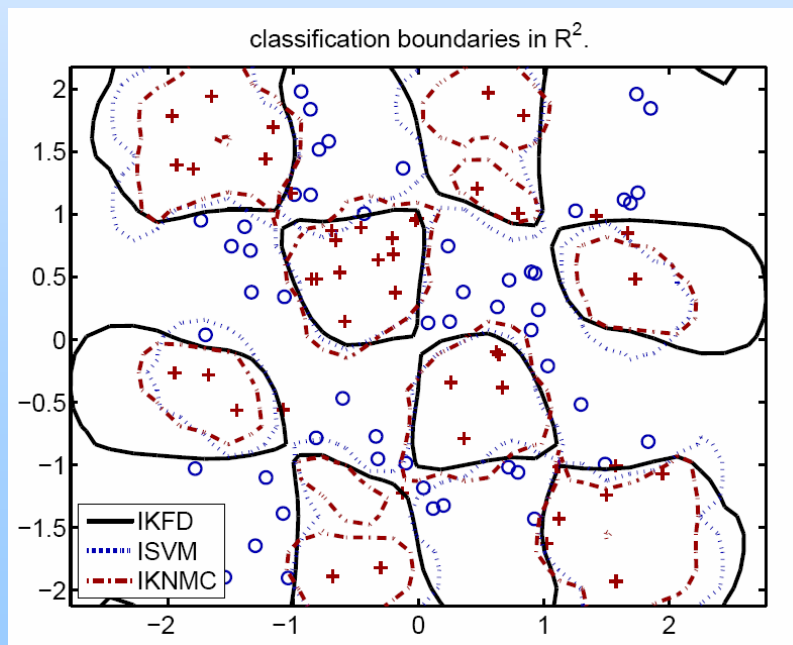 classification boundaries in R².
2
1.5
1
0.5
0
−0.5
−1
−1.5
−2
IKFD
ISVM
IKNMC
−2 −1 0 1 2